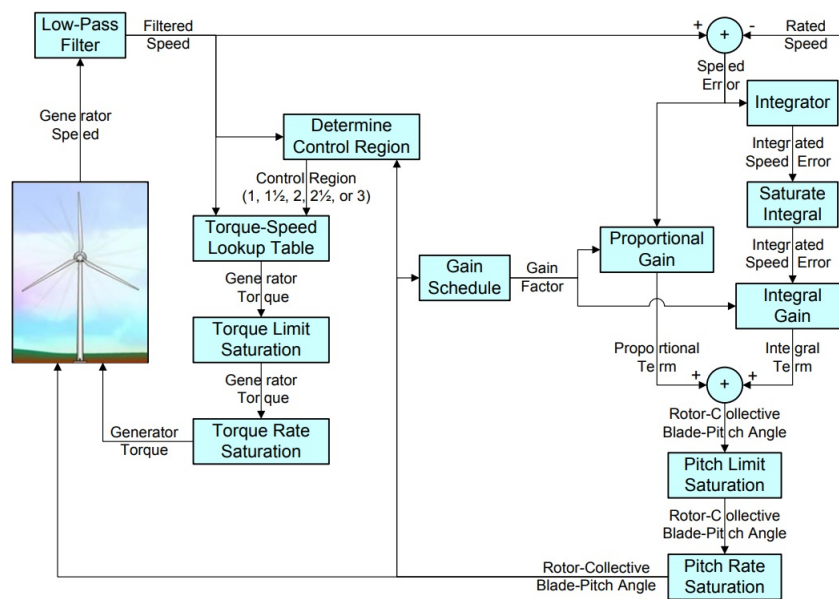 Low-Pass
Filter
Filtered
Speed
+
+
-
Rated
Speed
Speed
Error
Generator
Speed
Determine
Control Region
Integrator
Integrated
Speed Error
Control Region
(1, 1½, 2, 2½, or 3)
Saturate
Integral
Torque-Speed
Lookup Table
Proportional
Gain
Integrated
Speed Error
Gain
Schedule
Gain
Factor
Generator
Torque
Integral
Gain
Torque Limit
Saturation
Proportional
Term
Integral
Term
Generator
Torque
+
+
+
Rotor-Collective
Blade-Pitch Angle
Generator
Torque
Torque Rate
Saturation
Pitch Limit
Saturation
Rotor-Collective
Blade-Pitch Angle
Rotor-Collective
Blade-Pitch Angle
Pitch Rate
Saturation